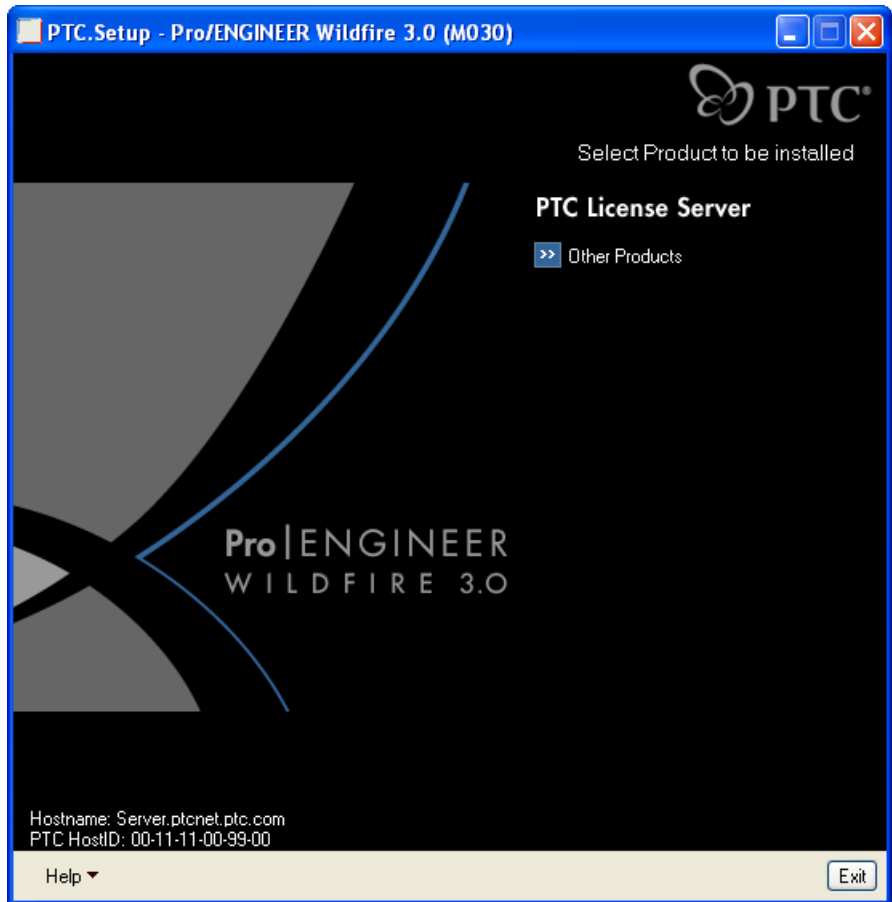 PTC.Setup - Pro/ENGINEER Wildfire 3.0 (M030)
PTC®
Select Product to be installed
PTC License Server
>> Other Products
Pro|ENGINEER
WILDFIRE 3.0
Hostname: Server.ptcnet.ptc.com
PTC HostID: 00-11-11-00-99-00
Help
Exit